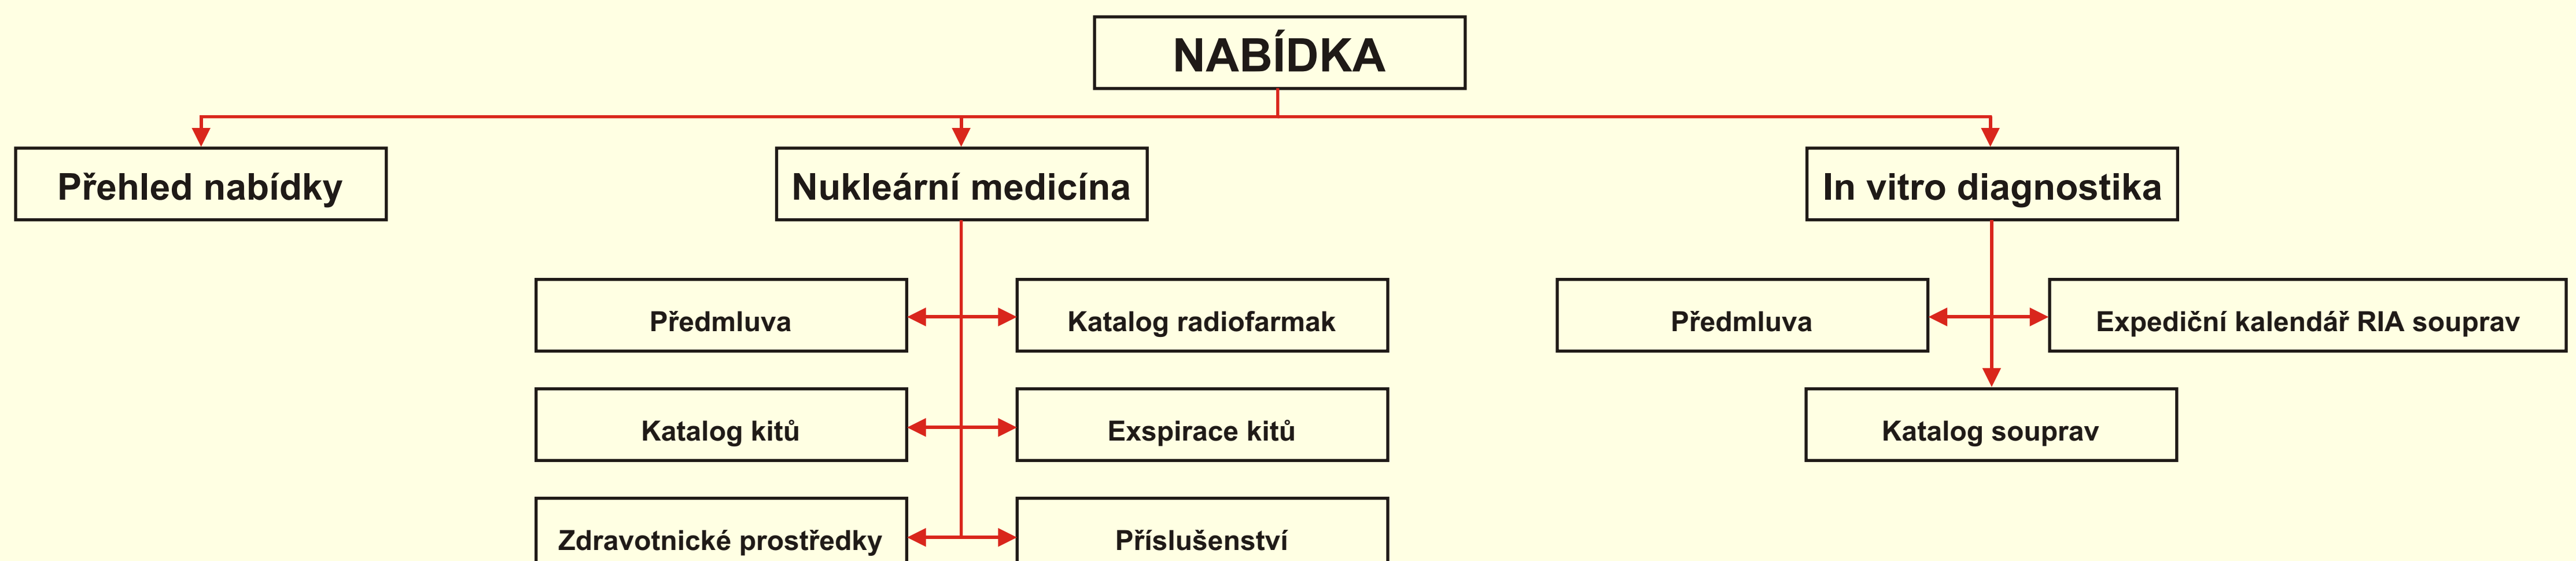 NABÍDKA
Přehled nabídky
Nukleární medicína
In vitro diagnostika
Předmluva
Katalog radiofarmak
Předmluva
Expediční kalendář RIA souprav
Katalog kitů
Exspirace kitů
Katalog souprav
Zdravotnické prostředky
Příslušenství